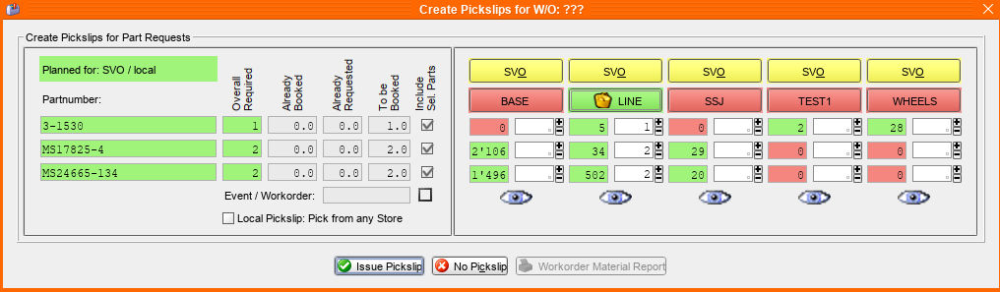 Create Pickslips for W/O: ???
Create Pickslips for Part Requests
Planned for: SVO / local
Overall Required
Already Booked
Already Requested
To be Booked
Include Sel. Parts
Partnumber:
3-1530 1 0.0 0.0 1.0
MS17825-4 2 0.0 0.0 2.0
MS24665-134 2 0.0 0.0 2.0
Event / Workorder:
Local Pickslip: Pick from any Store
SVO SVO SVO SVO SVO
BASE LINE SSJ TEST1 WHEELS
0 5 1 0 2 28
2'106 34 2 29 0 0
1'496 502 2 20 0 0
Issue Pickslip No Pickslip Workorder Material Report